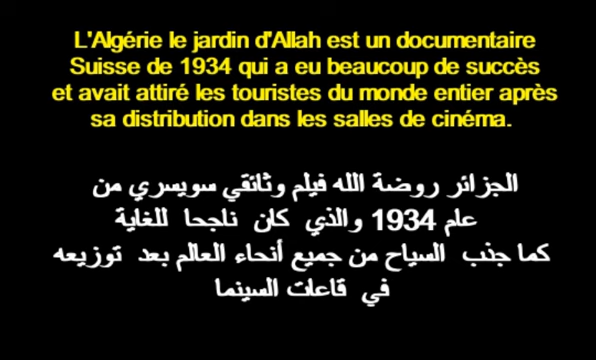 L'Algérie le jardin d'Allah est un documentaire
Suisse de 1934 qui a eu beaucoup de succès
et avait attiré les touristes du monde entier après
sa distribution dans les salles de cinéma.
الجزائر روضة الله فيلم وثائقي سويسري من
عام 1934 والذي كان ناجحا للغاية
كما جنب السياح من جميع أنحاء العالم بعد توزيعه
في قاعات السينما